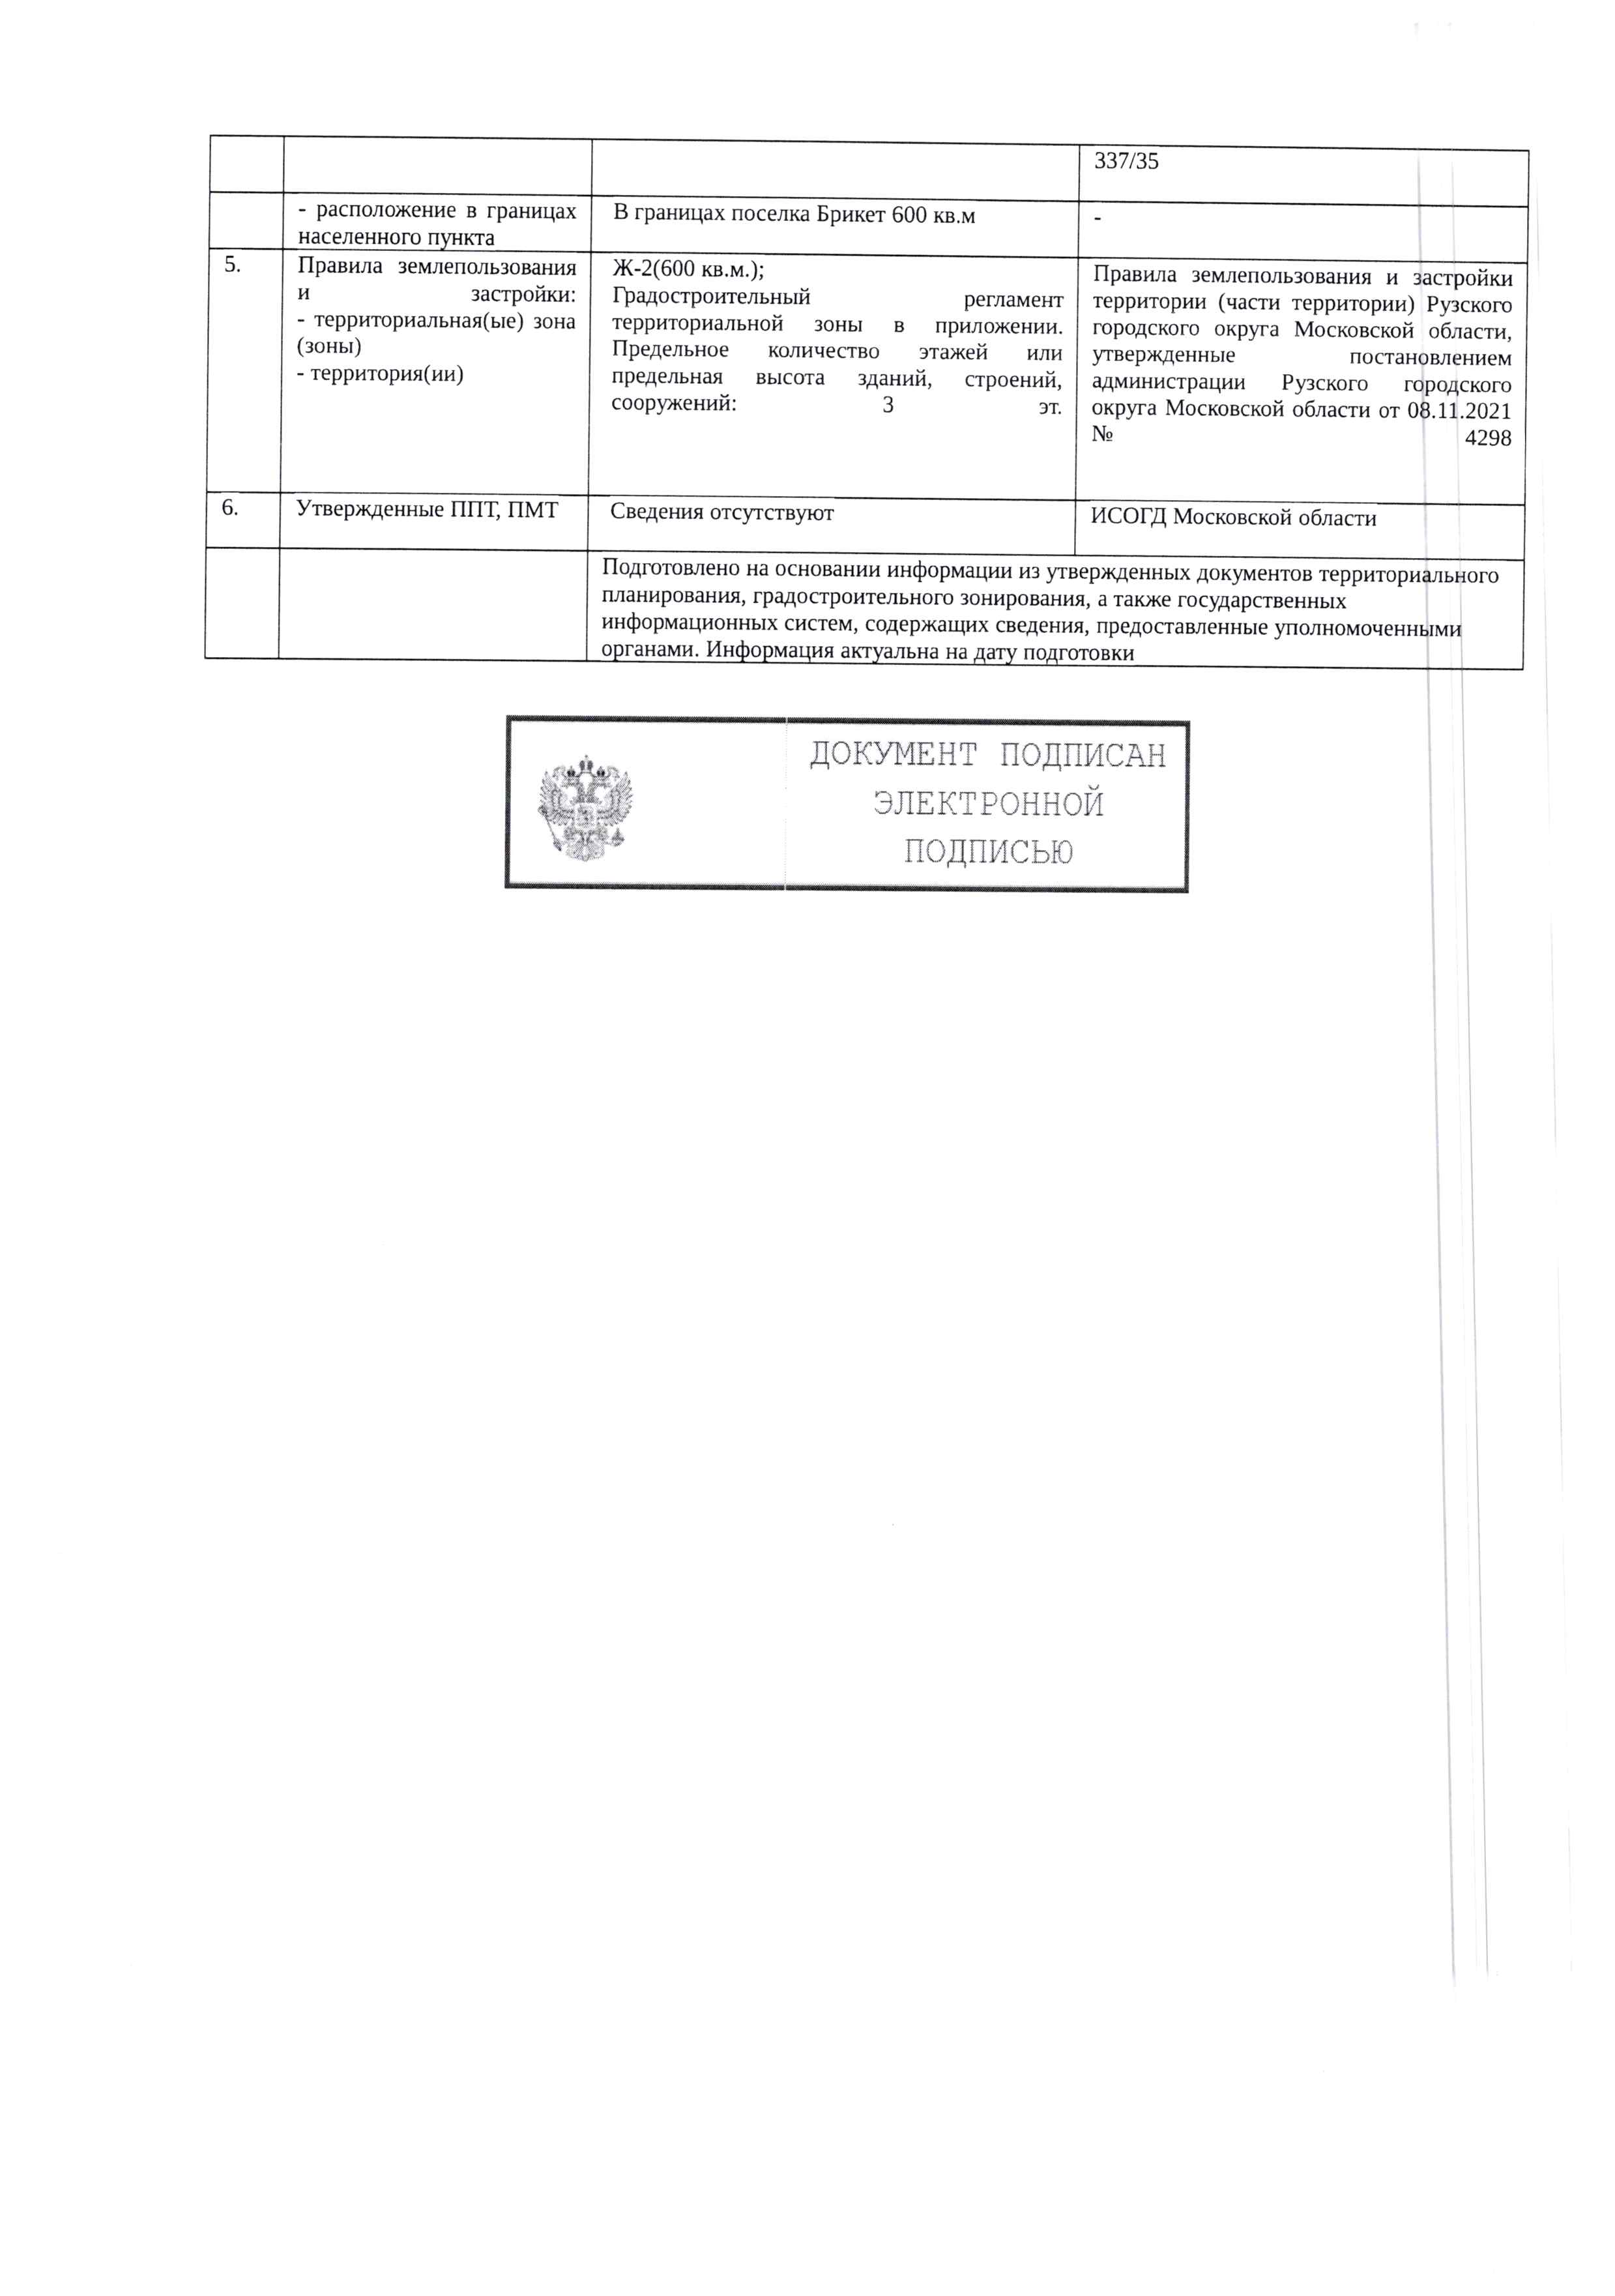 337/35
- расположение в границах
населенного пункта
В границах поселка Брикет 600 кв.м
-
5.
Правила землепользования
и застройки:
- территориальная(ые) зона
(зоны)
- территория(ии)
Ж-2(600 кв.м.);
Градостроительный регламент
территориальной зоны в приложении.
Предельное количество этажей или
предельная высота зданий, строений,
сооружений: 3 эт.
Правила землепользования и застройки
территории (части территории) Рузского
городского округа Московской области,
утвержденные постановлением
администрации Рузского городского
округа Московской области от 08.11.2021
№ 4298
6.
Утвержденные ППТ, ПМТ
Сведения отсутствуют
ИСОГД Московской области
Подготовлено на основании информации из утвержденных документов территориального
планирования, градостроительного зонирования, а также государственных
информационных систем, содержащих сведения, предоставленные уполномоченными
органами. Информация актуальна на дату подготовки
ДОКУМЕНТ ПОДПИСАН
ЭЛЕКТРОННОЙ
ПОДПИСЬЮ